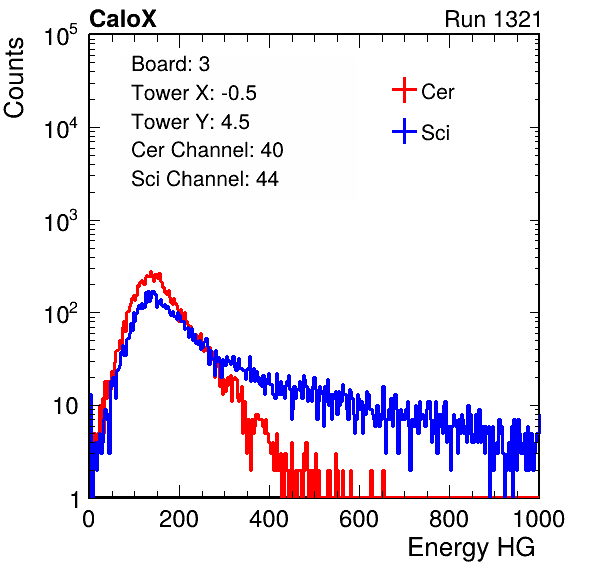 CaloX Run 1321
Counts
10^5
10^4
10^3
10^2
10
1
Board: 3
Tower X: -0.5
Tower Y: 4.5
Cer Channel: 40
Sci Channel: 44
Cer
Sci
0 200 400 600 800 1000
Energy HG